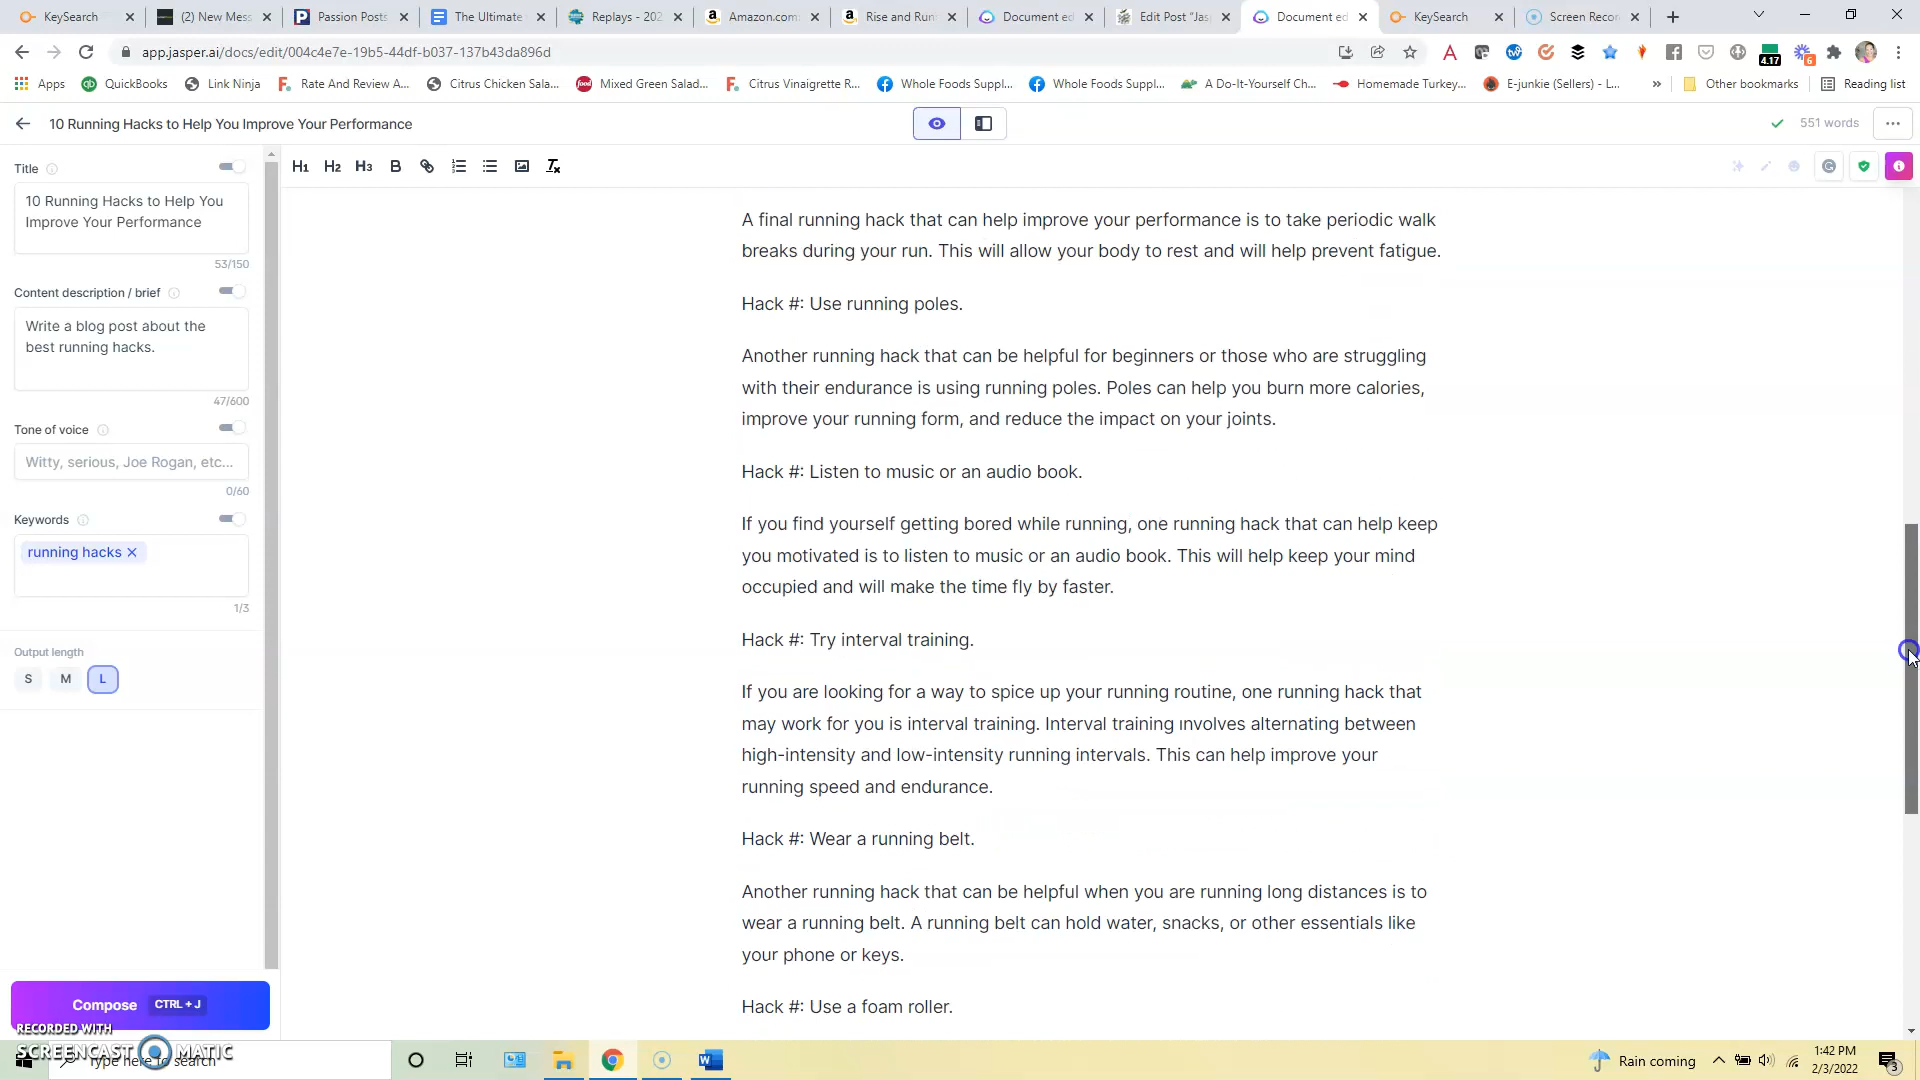 KeySearch
(2) New Mess
Passion Posts
The Ultimate
Replays - 202
Amazon.com:
Rise and Run
Document ed
Edit Post "Jas
Document ed
KeySearch
Screen Recor
app.jasper.ai/docs/edit/004c4e7e-19b5-44df-b037-137b43da896d
4.17
6
Apps
QuickBooks
Link Ninja
Rate And Review A...
Citrus Chicken Sala...
Mixed Green Salad...
Citrus Vinaigrette R...
Whole Foods Suppl...
Whole Foods Suppl...
A Do-It-Yourself Ch...
Homemade Turkey...
E-junkie (Sellers) - L...
»
Other bookmarks
Reading list
10 Running Hacks to Help You Improve Your Performance
551 words
Title
10 Running Hacks to Help You
Improve Your Performance
53/150
Content description / brief
Write a blog post about the
best running hacks.
47/600
Tone of voice
Witty, serious, Joe Rogan, etc...
0/60
Keywords
running hacks ×
1/3
Output length
S M L
Compose CTRL + J
H1 H2 H3 B
A final running hack that can help improve your performance is to take periodic walk
breaks during your run. This will allow your body to rest and will help prevent fatigue.
Hack #: Use running poles.
Another running hack that can be helpful for beginners or those who are struggling
with their endurance is using running poles. Poles can help you burn more calories,
improve your running form, and reduce the impact on your joints.
Hack #: Listen to music or an audio book.
If you find yourself getting bored while running, one running hack that can help keep
you motivated is to listen to music or an audio book. This will help keep your mind
occupied and will make the time fly by faster.
Hack #: Try interval training.
If you are looking for a way to spice up your running routine, one running hack that
may work for you is interval training. Interval training involves alternating between
high-intensity and low-intensity running intervals. This can help improve your
running speed and endurance.
Hack #: Wear a running belt.
Another running hack that can be helpful when you are running long distances is to
wear a running belt. A running belt can hold water, snacks, or other essentials like
your phone or keys.
Hack #: Use a foam roller.
RECORDED WITH
SCREENCAST MATIC
Type here to search
Rain coming
1:42 PM
2/3/2022
3